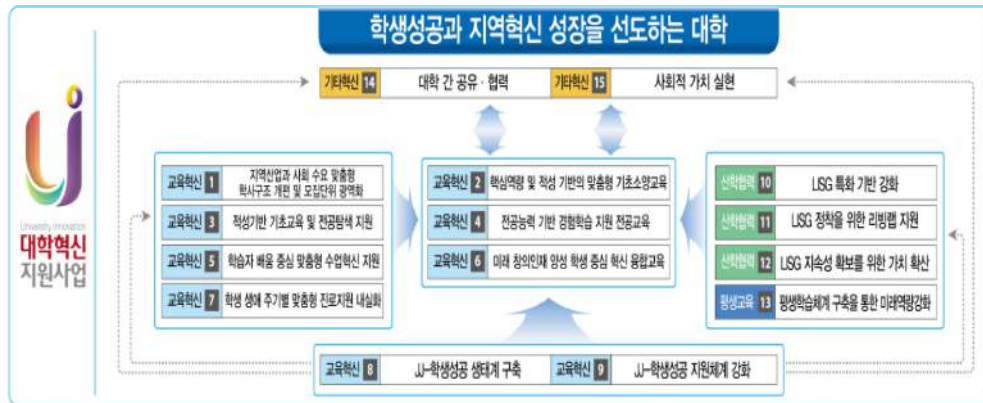 학생성공과 지역혁신 성장을 선도하는 대학
기타혁신 14 대학 간 공유·협력 기타혁신 15 사회적 가치 실현
University Innovation
대학혁신
지원사업
교육혁신 1 지역산업과 사회 수요 맞춤형
학사구조 개편 및 모집단위 광역화
교육혁신 3 적성기반 기초교육 및 전공탐색 지원
교육혁신 5 학습자 배움 중심 맞춤형 수업혁신 지원
교육혁신 7 학생 생애 주기별 맞춤형 진로지원 내실화
교육혁신 2 핵심역량 및 적성 기반의 맞춤형 기초소양교육
교육혁신 4 전공능력 기반 경험학습 지원 전공교육
교육혁신 6 미래 창의인재 양성 학생 중심 혁신 융합교육
산학협력 10 LISG 특화 기반 강화
산학협력 11 LISG 정착을 위한 리빙랩 지원
산학협력 12 LISG 지속성 확보를 위한 가치 확산
평생교육 13 평생학습체계 구축을 통한 미래역량강화
교육혁신 8 JJ-학생성공 생태계 구축 교육혁신 9 JJ-학생성공 지원체계 강화